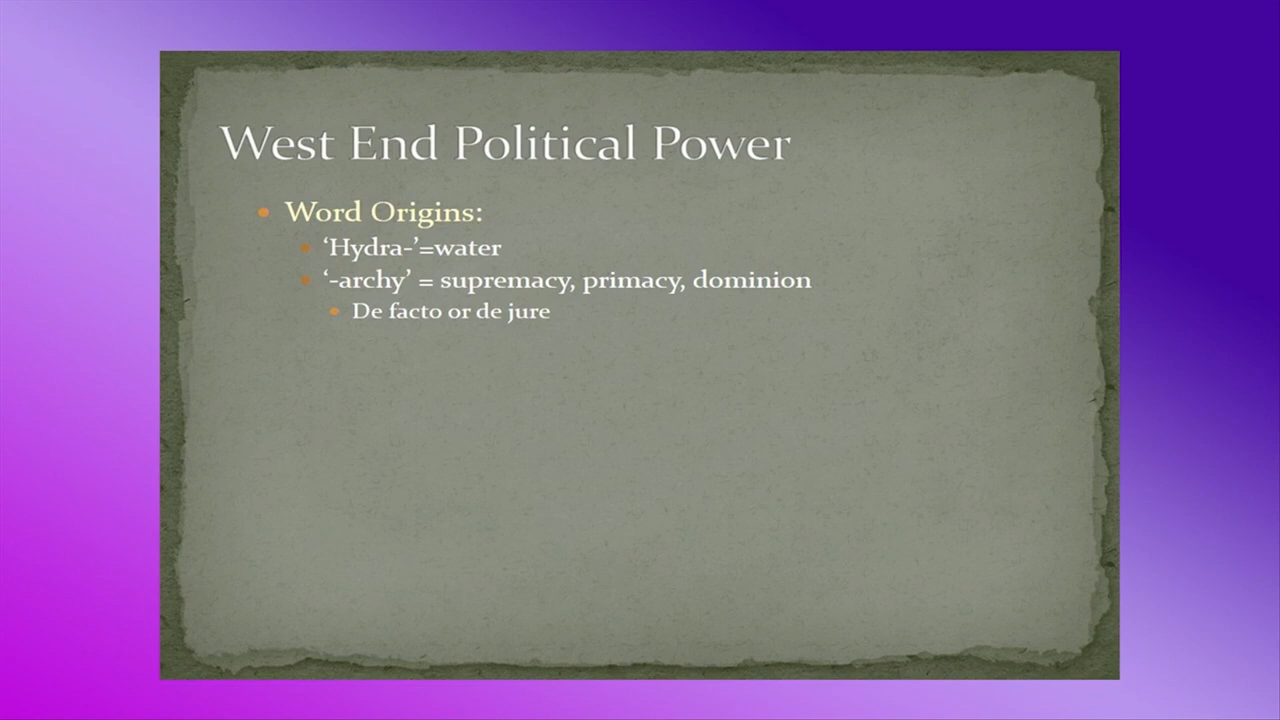 West End Political Power
• Word Origins:
• ‘Hydra-’=water
• ‘-archy’ = supremacy, primacy, dominion
• De facto or de jure